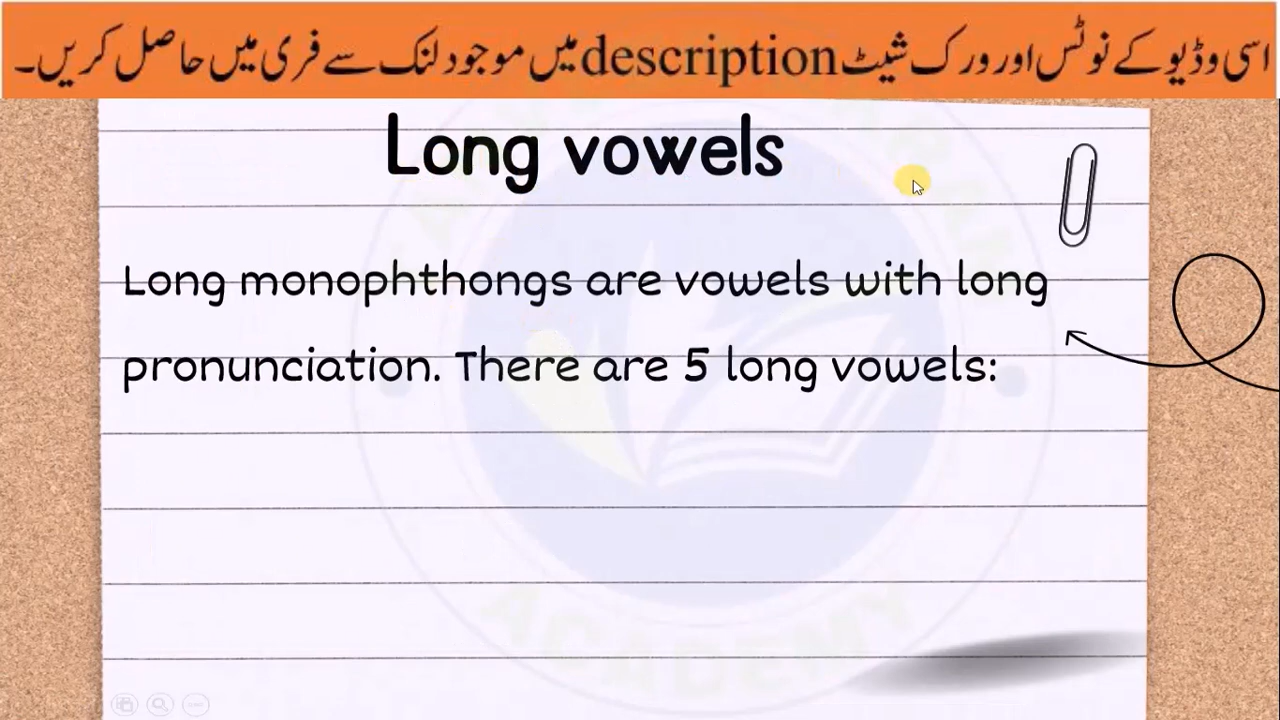 اسی وڈیو کے نوٹس اور ورک شیٹ description میں موجود لنک سے فری میں حاصل کریں۔
Long vowels
Long monophthongs are vowels with long
pronunciation. There are 5 long vowels:
ACADEMY